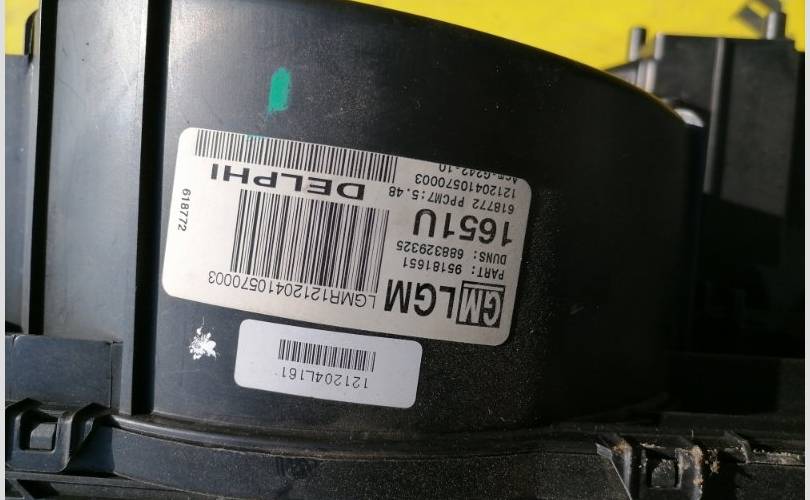 GM LGM
LGMR12120410570003
PART: 95181651
DUNS: 688329325
1651U
618772 PPCM7:5.48
12120410570003
DELPHI
618772
121204L161